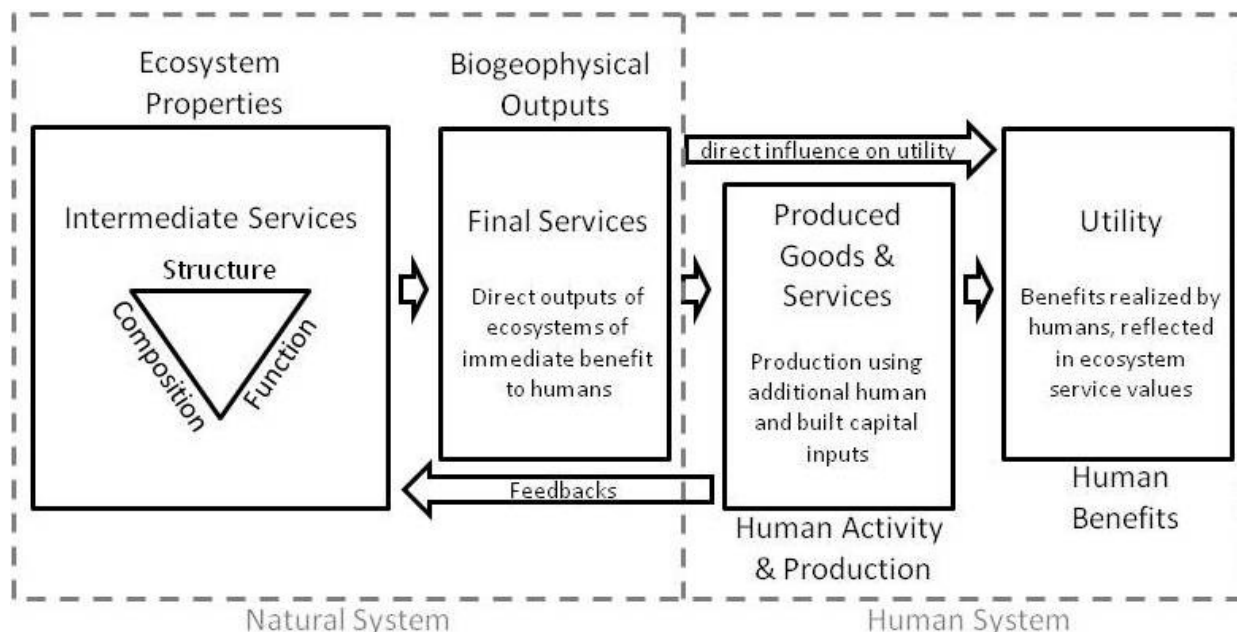 Ecosystem
Properties
Intermediate Services
Structure
Composition
Function
Biogeophysical
Outputs
Final Services
Direct outputs of
ecosystems of
immediate benefit
to humans
direct influence on utility
Produced
Goods &
Services
Production using
additional human
and built capital
inputs
Human Activity
& Production
Utility
Benefits realized by
humans, reflected
in ecosystem
service values
Human
Benefits
Feedbacks
Natural System
Human System